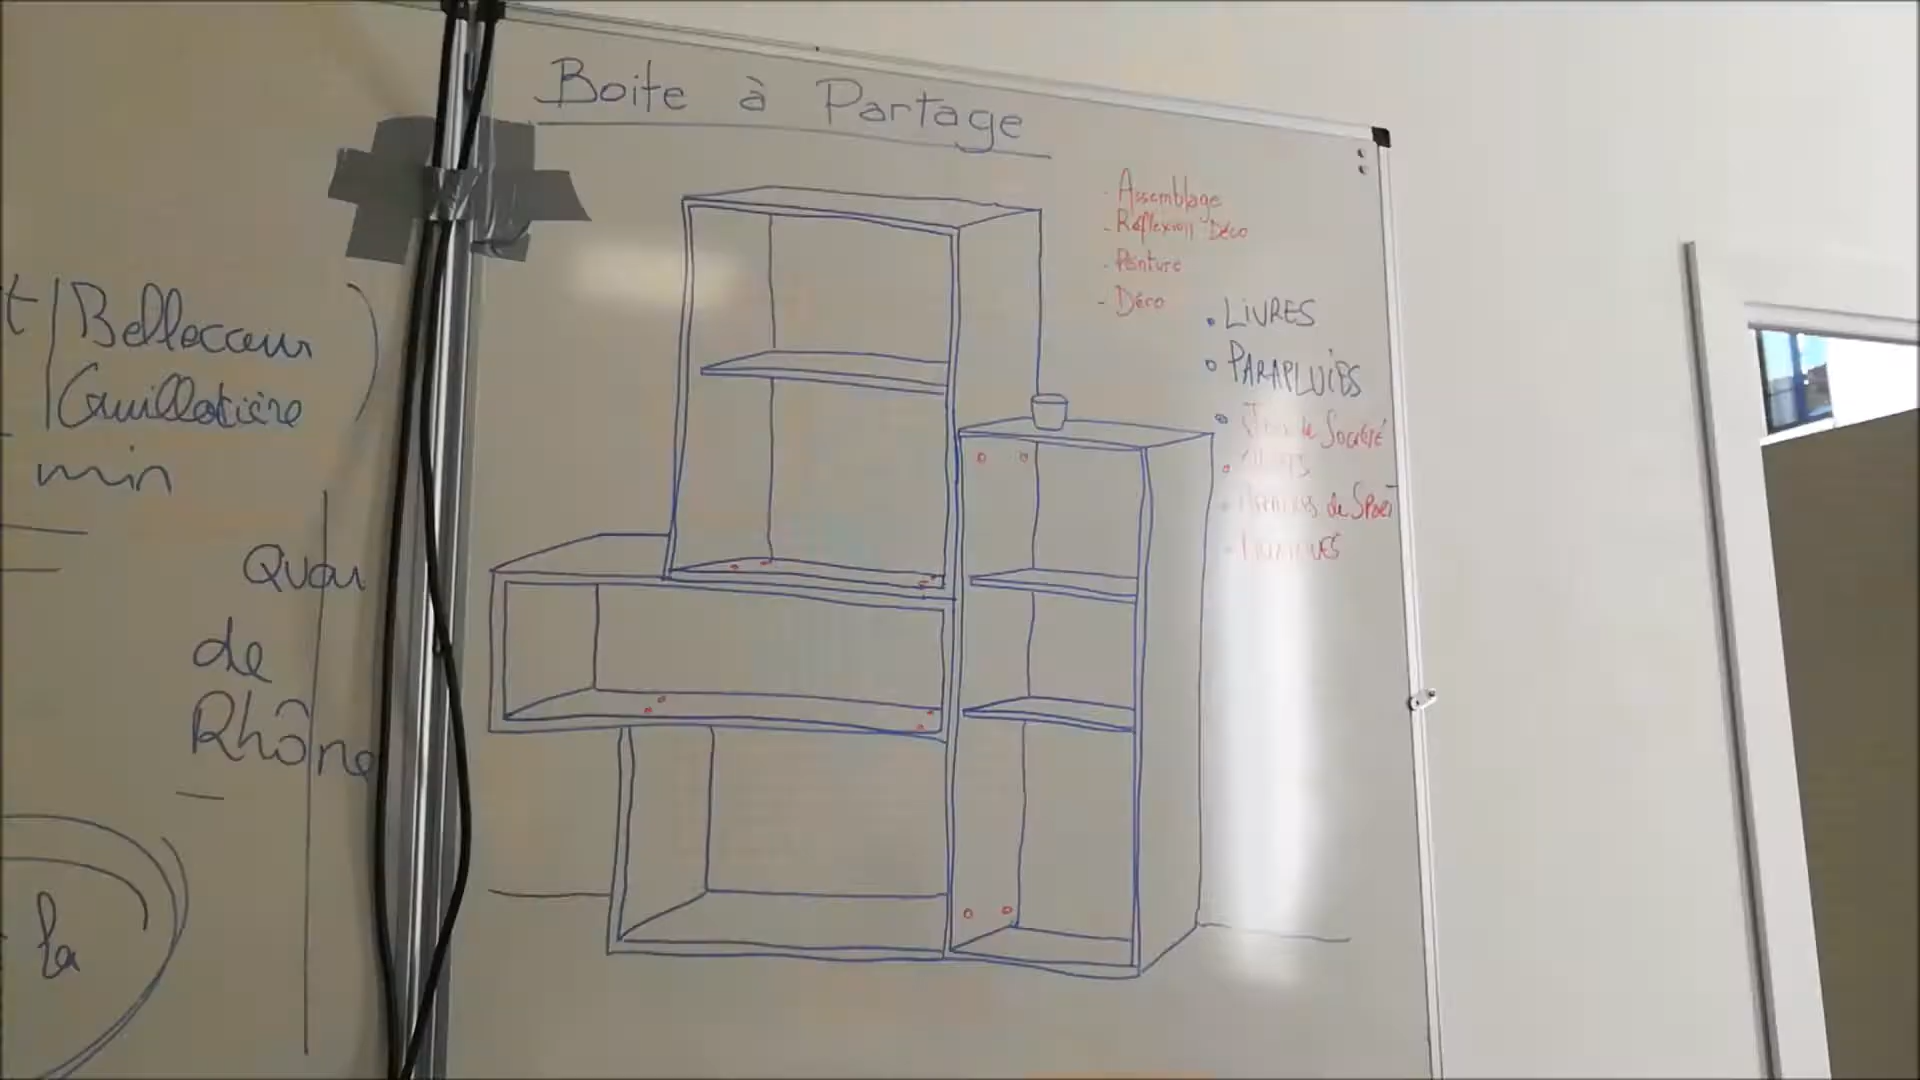 Boite à Partage
- Assemblage
- Réflexion Déco
- Peinture
- Déco
• LIVRES
• PARAPLUIES
• de Société
de SPORT
Bellecour
Guillotière
min
Quai
de
Rhône
la